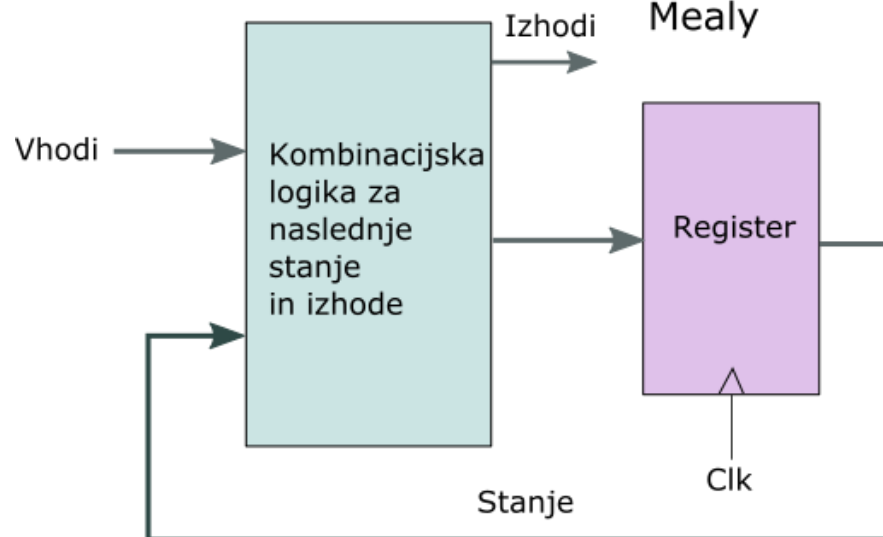 Mealy
Izhodi
Vhodi
Kombinacijska
logika za
naslednje
stanje
in izhode
Register
Clk
Stanje